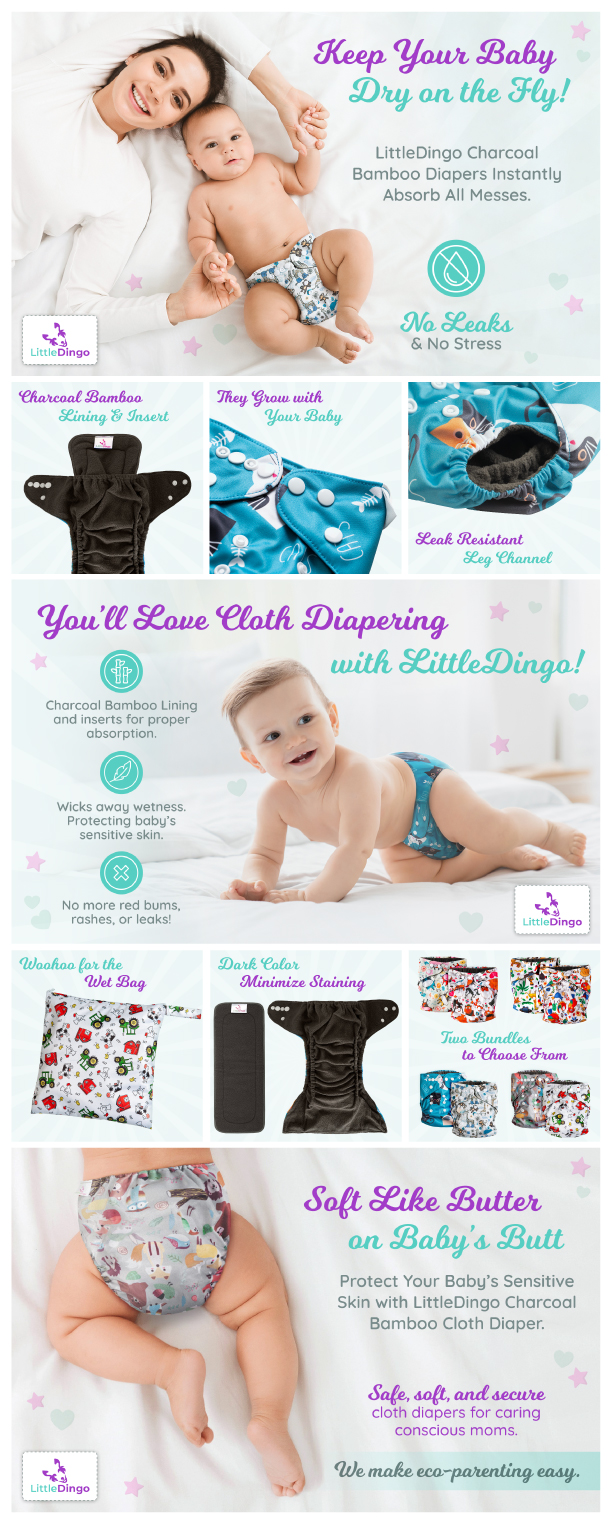 Keep Your Baby
Dry on the Fly!
LittleDingo Charcoal
Bamboo Diapers Instantly
Absorb All Messes.
No Leaks
& No Stress
LittleDingo
Charcoal Bamboo
Lining & Insert
They Grow with
Your Baby
CATS
Leak Resistant
Leg Channel
You'll Love Cloth Diapering
with LittleDingo!
Charcoal Bamboo Lining
and inserts for proper
absorption.
Wicks away wetness.
Protecting baby's
sensitive skin.
No more red bums,
rashes, or leaks!
LittleDingo
Woohoo for the
Wet Bag
Dark Color
Minimize Staining
Two Bundles
to Choose From
Soft Like Butter
on Baby's Butt
Protect Your Baby's Sensitive
Skin with LittleDingo Charcoal
Bamboo Cloth Diaper.
Safe, soft, and secure
cloth diapers for caring
conscious moms.
We make eco-parenting easy.
LittleDingo